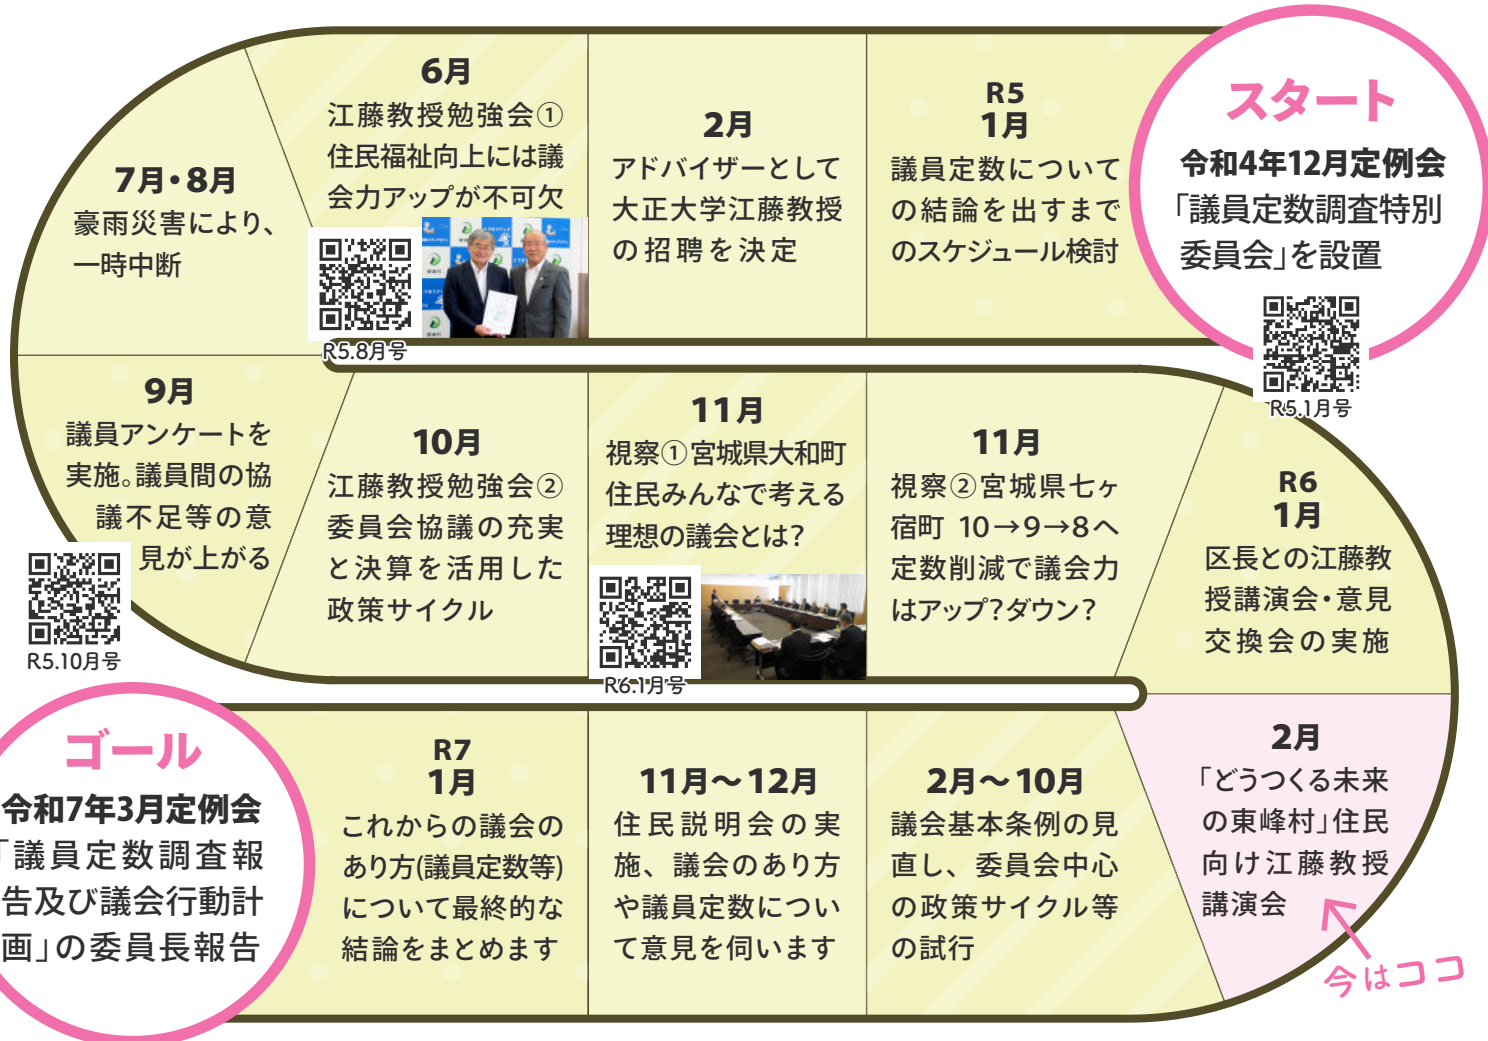 スタート
令和4年12月定例会
「議員定数調査特別
委員会」を設置
R5.1月号
R5
1月
議員定数について
の結論を出すまで
のスケジュール検討
2月
アドバイザーとして
大正大学江藤教授
の招聘を決定
6月
江藤教授勉強会①
住民福祉向上には議
会力アップが不可欠
R5.8月号
7月・8月
豪雨災害により、
一時中断
9月
議員アンケートを
実施。議員間の協
議不足等の意
見が上がる
R5.10月号
10月
江藤教授勉強会②
委員会協議の充実
と決算を活用した
政策サイクル
11月
視察①宮城県大和町
住民みんなで考える
理想の議会とは?
R6.1月号
11月
視察②宮城県七ヶ
宿町 10→9→8へ
定数削減で議会力
はアップ?ダウン?
R6
1月
区長との江藤教
授講演会・意見
交換会の実施
2月
「どうつくる未来
の東峰村」住民
向け江藤教授
講演会
今はココ
2月～10月
議会基本条例の見
直し、委員会中心
の政策サイクル等
の試行
11月～12月
住民説明会の実
施、議会のあり方
や議員定数につい
て意見を伺います
R7
1月
これからの議会の
あり方(議員定数等)
について最終的な
結論をまとめます
ゴール
令和7年3月定例会
「議員定数調査報
告及び議会行動計
画」の委員長報告